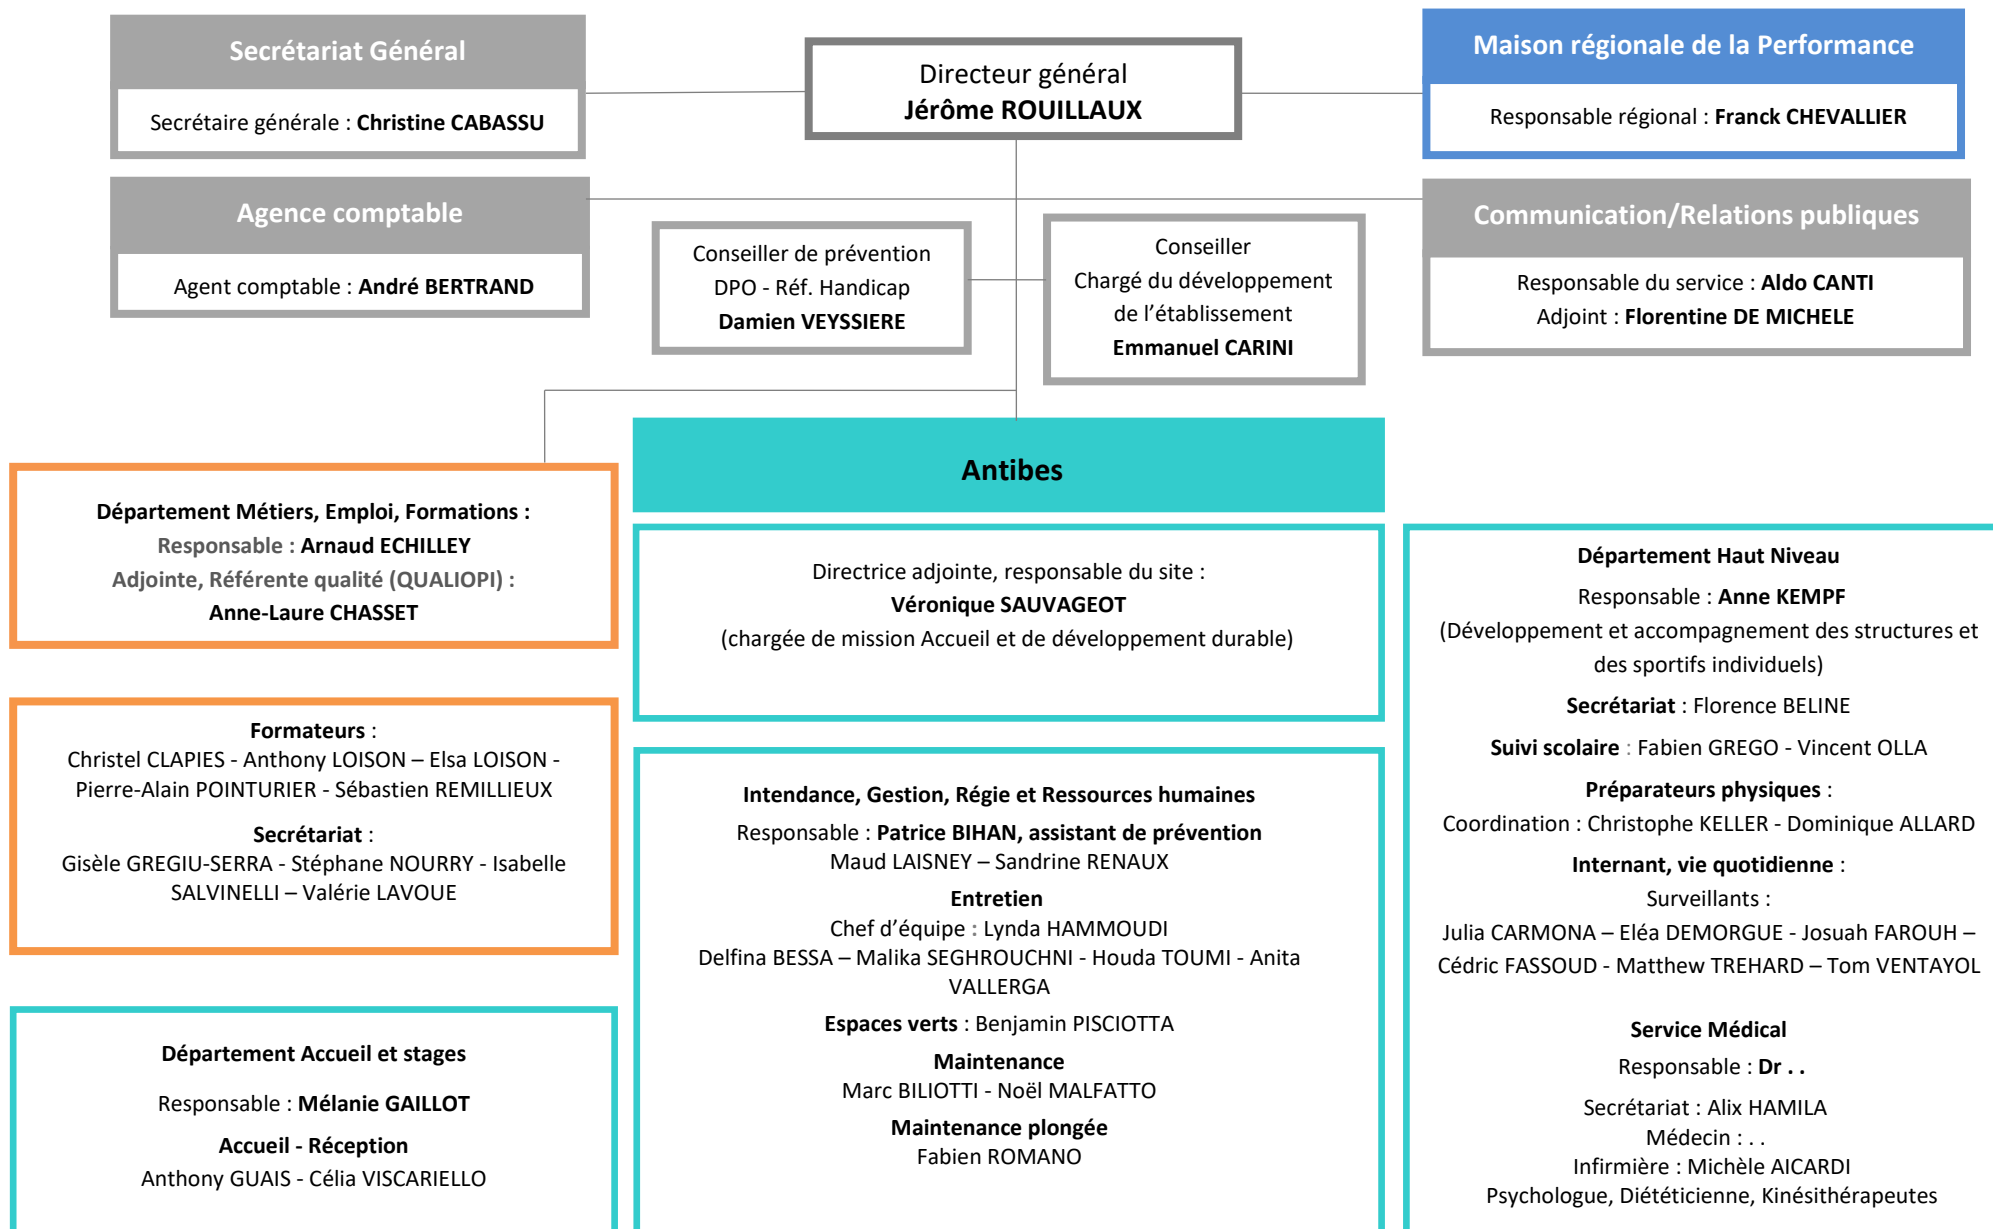 Secrétariat Général
Secrétaire générale : Christine CABASSU
Directeur général
Jérôme ROUILLAUX
Maison régionale de la Performance
Responsable régional : Franck CHEVALLIER
Agence comptable
Agent comptable : André BERTRAND
Conseiller de prévention
DPO - Réf. Handicap
Damien VEYSSIERE
Conseiller
Chargé du développement
de l’établissement
Emmanuel CARINI
Communication/Relations publiques
Responsable du service : Aldo CANTI
Adjoint : Florentine DE MICHELE
Département Métiers, Emploi, Formations :
Responsable : Arnaud ECHILLEY
Adjointe, Référente qualité (QUALIOPI) :
Anne-Laure CHASSET
Formateurs :
Christel CLAPIES - Anthony LOISON – Elsa LOISON -
Pierre-Alain POINTURIER - Sébastien REMILLIEUX
Secrétariat :
Gisèle GREGIU-SERRA - Stéphane NOURRY - Isabelle
SALVINELLI – Valérie LAVOUE
Département Accueil et stages
Responsable : Mélanie GAILLOT
Accueil - Réception
Anthony GUAIS - Célia VISCARIELLO
Antibes
Directrice adjointe, responsable du site :
Véronique SAUVAGEOT
(chargée de mission Accueil et de développement durable)
Intendance, Gestion, Régie et Ressources humaines
Responsable : Patrice BIHAN, assistant de prévention
Maud LAISNEY – Sandrine RENAUX
Entretien
Chef d’équipe : Lynda HAMMOUDI
Delfina BESSA – Malika SEGHROUCHNI - Houda TOUMI - Anita
VALLERGA
Espaces verts : Benjamin PISCIOTTA
Maintenance
Marc BILIOTTI - Noël MALFATTO
Maintenance plongée
Fabien ROMANO
Département Haut Niveau
Responsable : Anne KEMPF
(Développement et accompagnement des structures et
des sportifs individuels)
Secrétariat : Florence BELINE
Suivi scolaire : Fabien GREGO - Vincent OLLA
Préparateurs physiques :
Coordination : Christophe KELLER - Dominique ALLARD
Internant, vie quotidienne :
Surveillants :
Julia CARMONA – Eléa DEMORGUE - Josuah FAROUH –
Cédric FASSOUD - Matthew TREHARD – Tom VENTAYOL
Service Médical
Responsable : Dr . .
Secrétariat : Alix HAMILA
Médecin : . .
Infirmière : Michèle AICARDI
Psychologue, Diététicienne, Kinésithérapeutes